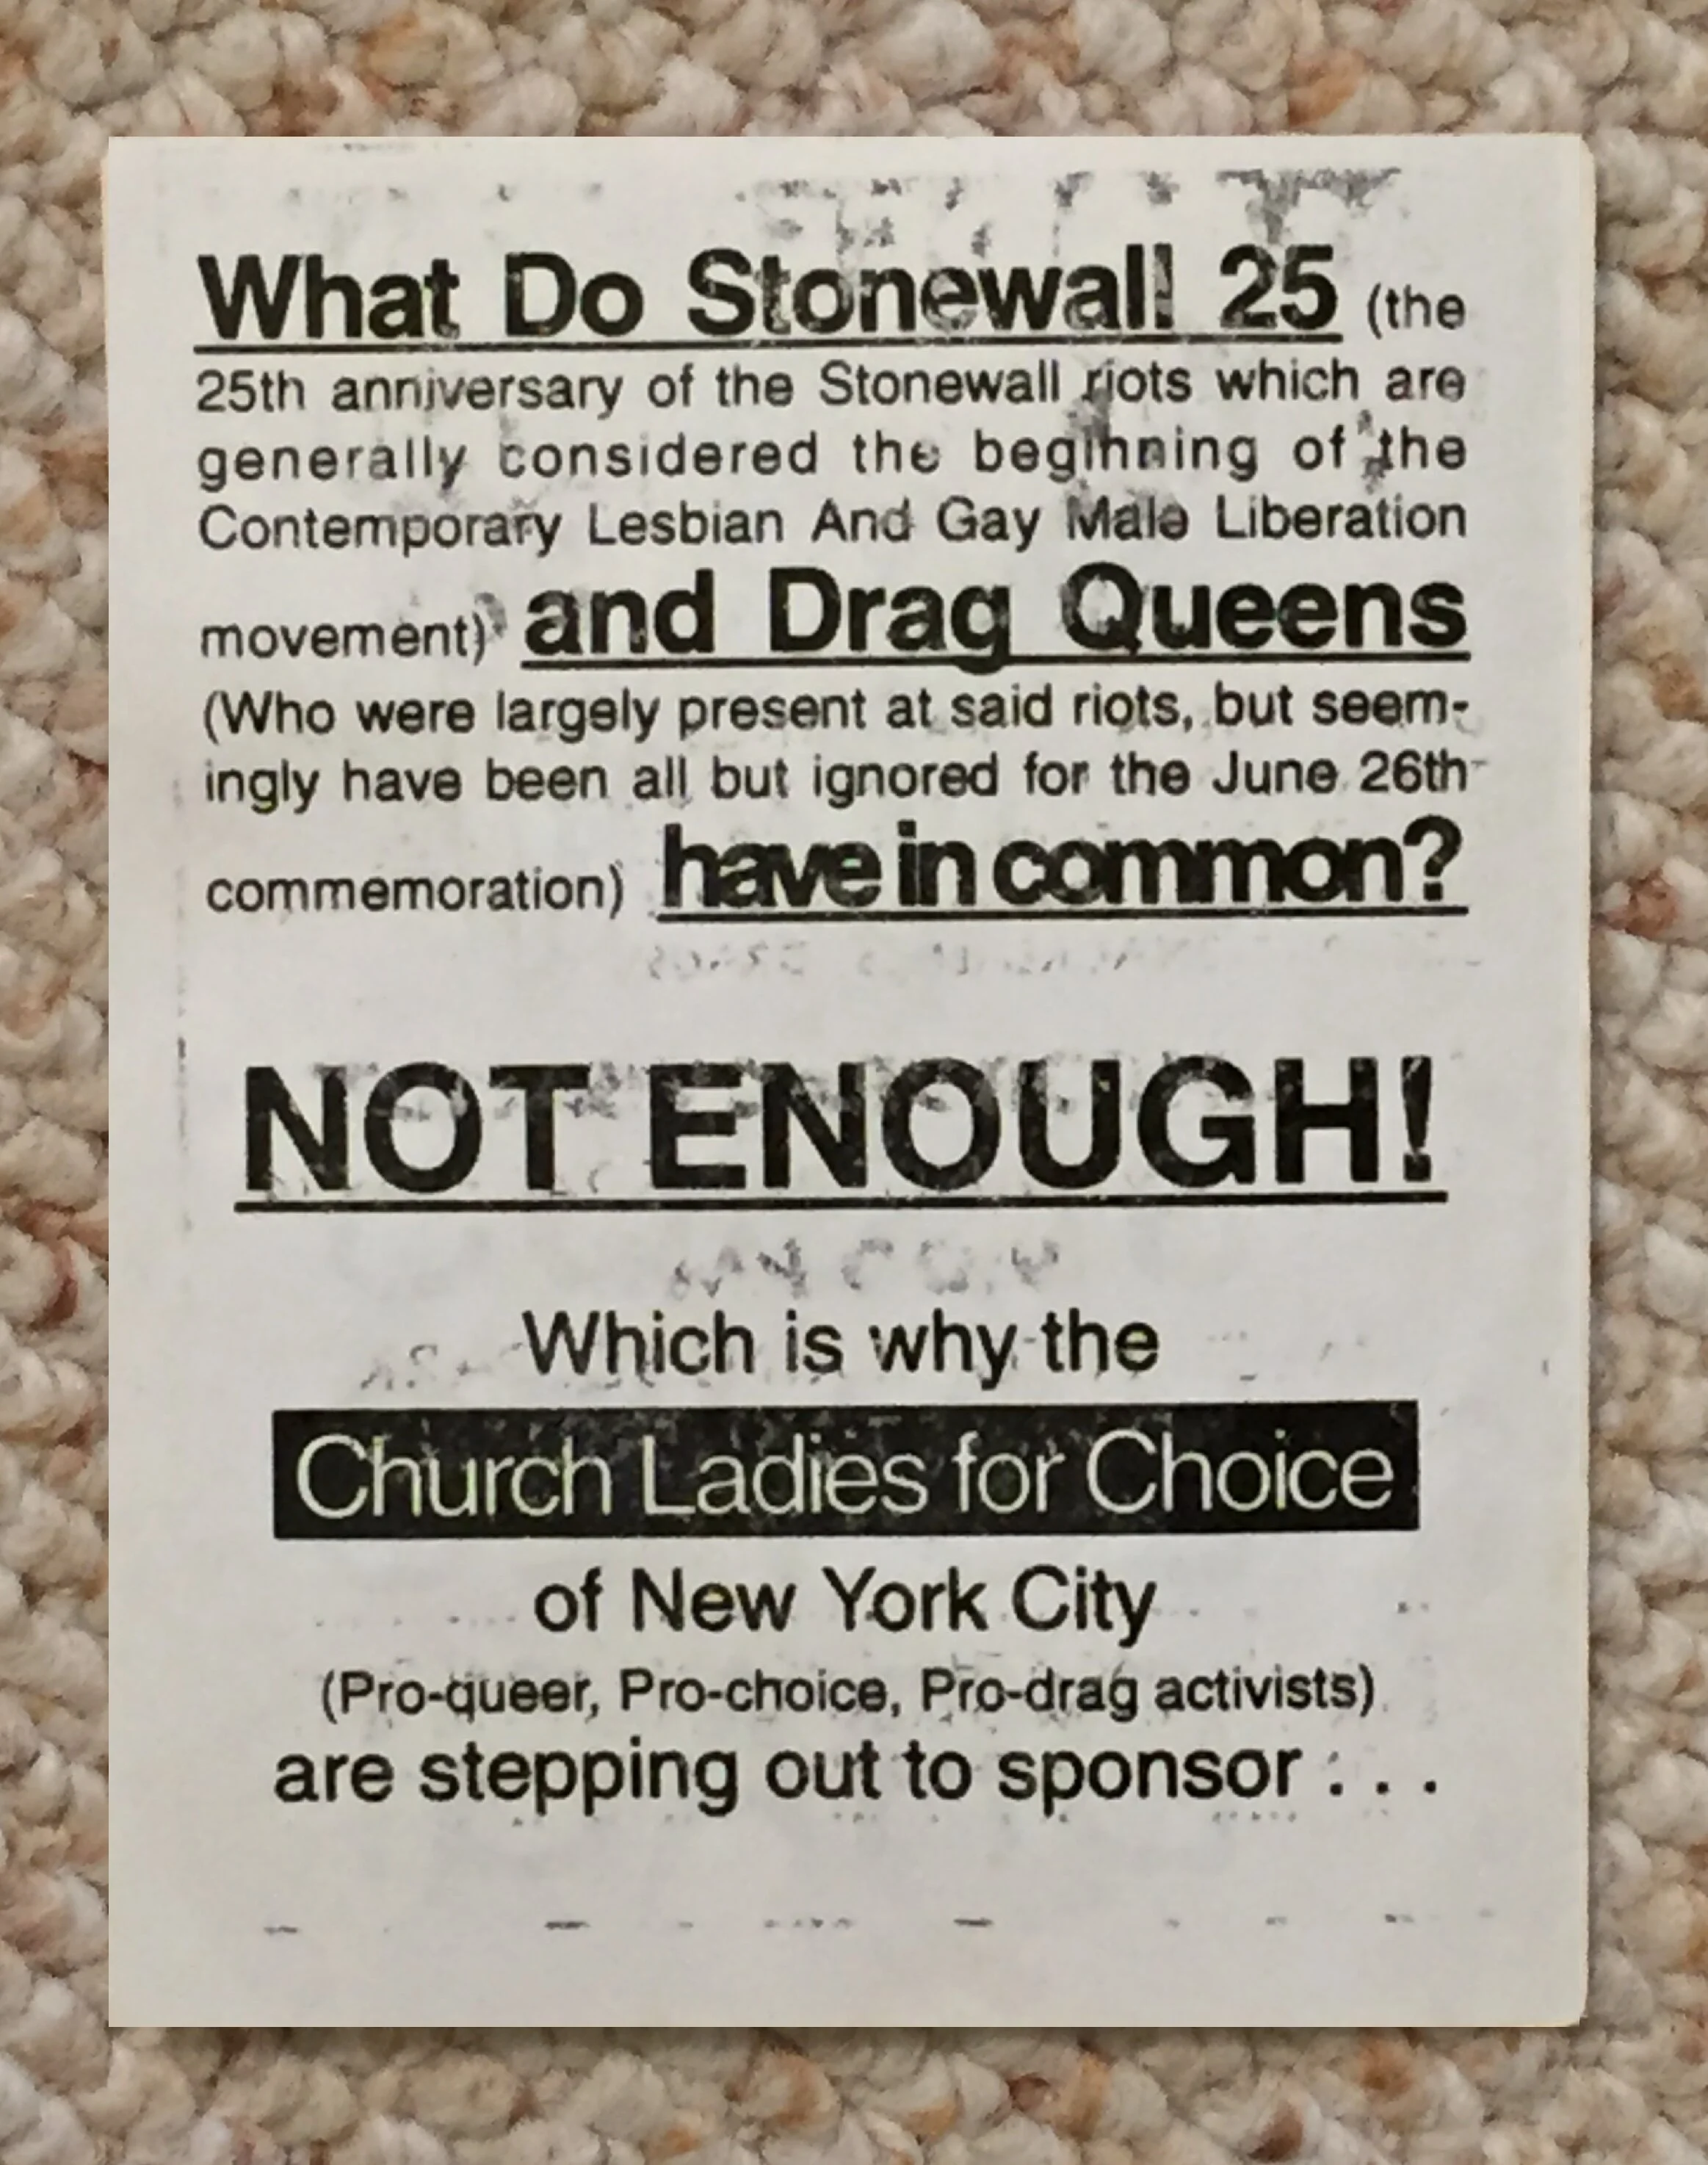 What Do Stonewall 25 (the
25th anniversary of the Stonewall riots which are
generally considered the beginning of the
Contemporary Lesbian And Gay Male Liberation
movement) and Drag Queens
(Who were largely present at said riots, but seem-
ingly have been all but ignored for the June 26th
commemoration) have in common?
NOT ENOUGH!
Which is why the
Church Ladies for Choice
of New York City
(Pro-queer, Pro-choice, Pro-drag activists)
are stepping out to sponsor . . .